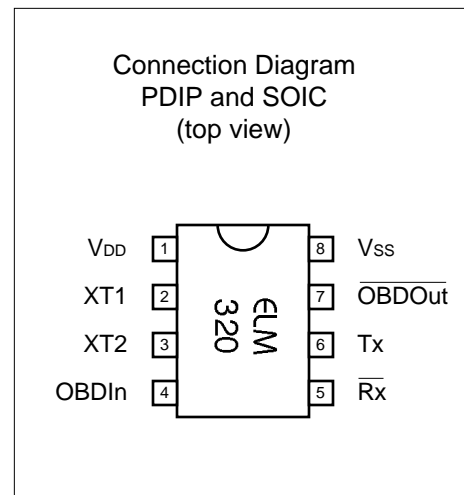 Connection Diagram
PDIP and SOIC
(top view)
VDD 1 8 VSS
XT1 2 7 OBDOut
XT2 3 6 Tx
OBDIn 4 5 Rx
ELM
320